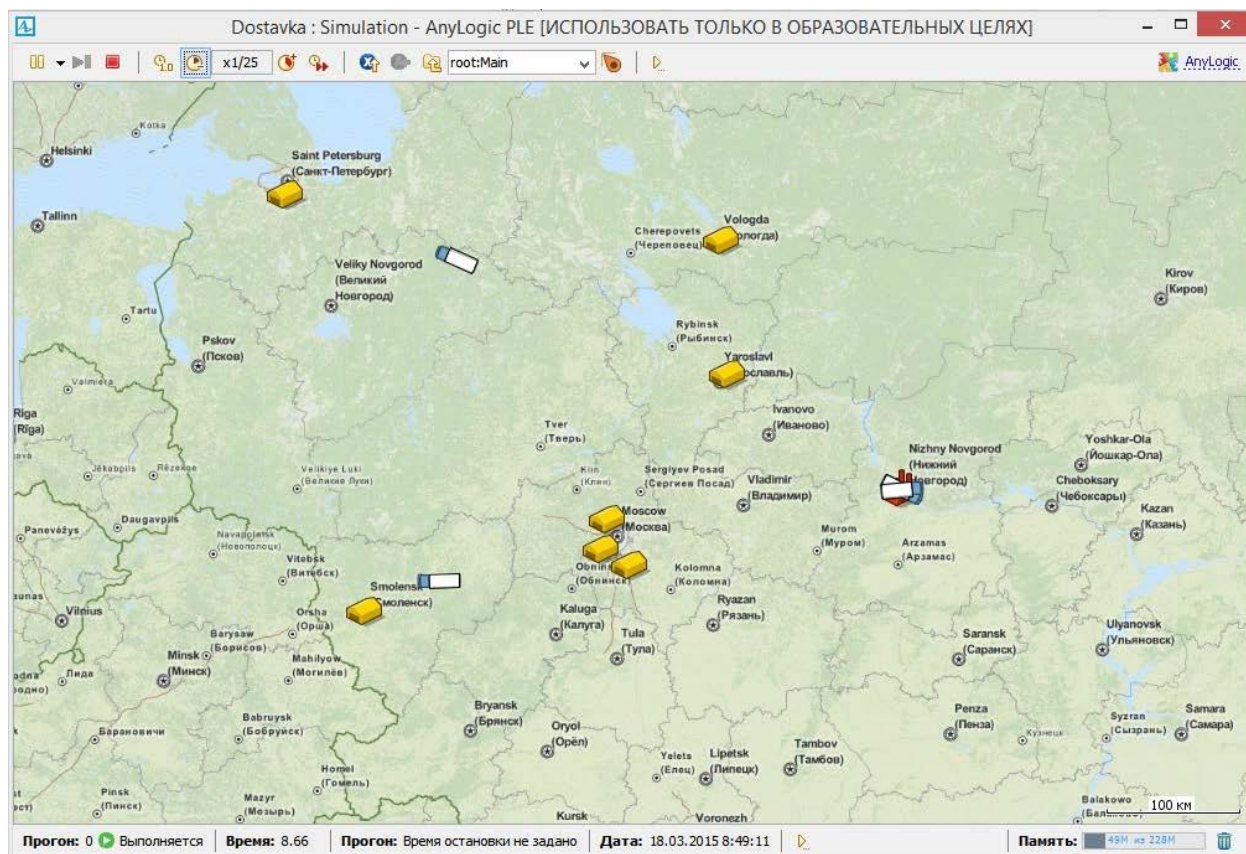 Dostavka : Simulation - AnyLogic PLE [ИСПОЛЬЗОВАТЬ ТОЛЬКО В ОБРАЗОВАТЕЛЬНЫХ ЦЕЛЯХ]
x1/25
root:Main
AnyLogic
Kotka
Helsinki
Saint Petersburg
(Санкт-Петербург)
Tallinn
Vologda
ологда)
Cherepovets
(Череповец)
Veliky Novgorod
(Великий
Новгород)
Kirov
(Киров)
Tartu
Rybinsk
(Рыбинск)
Pskov
(Псков)
Yaroslavl
ославль)
Valmiera
Ivanovo
(Иваново)
Riga
(Rīga)
Tver
(Тверь)
Nizhny Novgorod
(Нижний
овгород)
Yoshkar-Ola
(Йошкар-Ола)
Jēkabpils
Rēzekne
Velikiye Luki
(Великие Луки)
Klin
(Клин)
Sergiyev Posad
(Сергиев Посад)
Vladimir
(Владимир)
Cheboksary
(Чебоксары)
Panevėžys
Daugavpils
Moscow
(Москва)
Kazan
(Казань)
Navapolatsk
(Новополоцк)
Murom
(Муром)
Arzamas
(Арзамас)
Vitebsk
(Витебск)
Obnins
(Обнинск)
Kolomna
(Коломна)
Smolensk
моленск)
Vilnius
Orsha
(Орша)
Kaluga
(Калуга)
Ryazan
(Рязань)
Ulyanovsk
(Ульяновск)
Barysaw
(Борисов)
Tula
(Тула)
Saransk
(Саранск)
Minsk
(Минск)
Mahilyow
(Могилёв)
Лида
Bryansk
(Брянск)
Penza
(Пенза)
Samara
(Самара)
Babruysk
(Бобруйск)
Барановичи
Oryol
(Орёл)
Syzran
(Сызрань)
Кузнецк
Tambov
(Тамбов)
Yelets
(Елец)
Lipetsk
(Липецк)
Homel
(Гомель)
Pinsk
(Пинск)
Mazyr
(Мозырь)
Balakowo
100 км
Kursk
Voronezh
Прогон: 0 Выполняется Время: 8.66 Прогон: Время остановки не задано Дата: 18.03.2015 8:49:11 Память: 49M из 228M